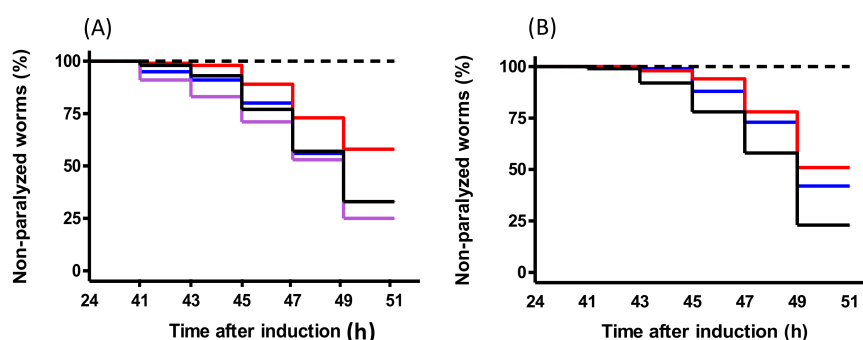 (A)
Non-paralyzed worms (%)
100
75
50
25
0
24 41 43 45 47 49 51
Time after induction (h)
(B)
Non-paralyzed worms (%)
100
75
50
25
0
24 41 43 45 47 49 51
Time after induction (h)